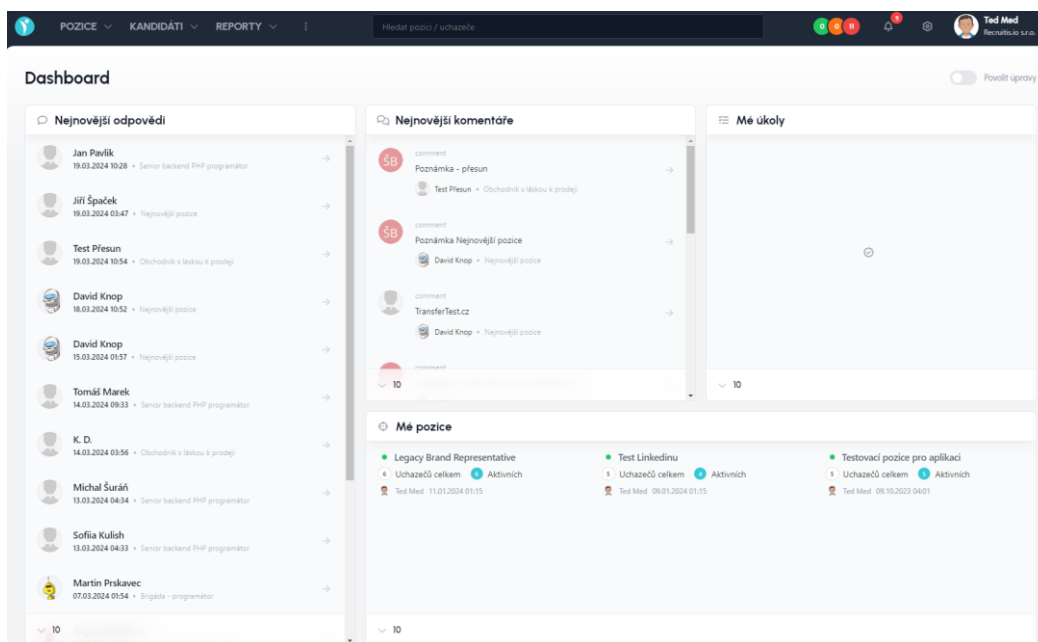 POZICE KANDIDÁTI REPORTY
Hledat pozici / uchazeče
Ted Med
Recruitis.io s.r.o.
Dashboard
Povolit úpravy
Nejnovější odpovědi
Jan Pavlik
19.03.2024 10:28 • Senior backend PHP programátor
Jiří Špaček
19.03.2024 03:47 • Nejnovější pozice
Test Přesun
19.03.2024 10:54 • Obchodník s láskou k prodeji
David Knop
18.03.2024 10:52 • Nejnovější pozice
David Knop
15.03.2024 01:57 • Nejnovější pozice
Tomáš Marek
14.03.2024 09:33 • Senior backend PHP programátor
K. D.
14.03.2024 03:56 • Obchodník s láskou k prodeji
Michal Šuráň
13.03.2024 04:34 • Senior backend PHP programátor
Sofiia Kulish
13.03.2024 04:33 • Senior backend PHP programátor
Martin Prskavec
07.03.2024 01:54 • Brigáda - programátor
10
Nejnovější komentáře
ŠB
comment
Poznámka - přesun
Test Přesun • Obchodník s láskou k prodeji
ŠB
comment
Poznámka Nejnovější pozice
David Knop • Nejnovější pozice
comment
TransferTest.cz
David Knop • Nejnovější pozice
comment
10
Mé úkoly
10
Mé pozice
Legacy Brand Representative
6 Uchazečů celkem 6 Aktivních
Ted Med 11.01.2024 01:15
Test Linkedinu
5 Uchazečů celkem 4 Aktivních
Ted Med 09.01.2024 01:15
Testovací pozice pro aplikaci
5 Uchazečů celkem 5 Aktivních
Ted Med 09.10.2023 04:01
10